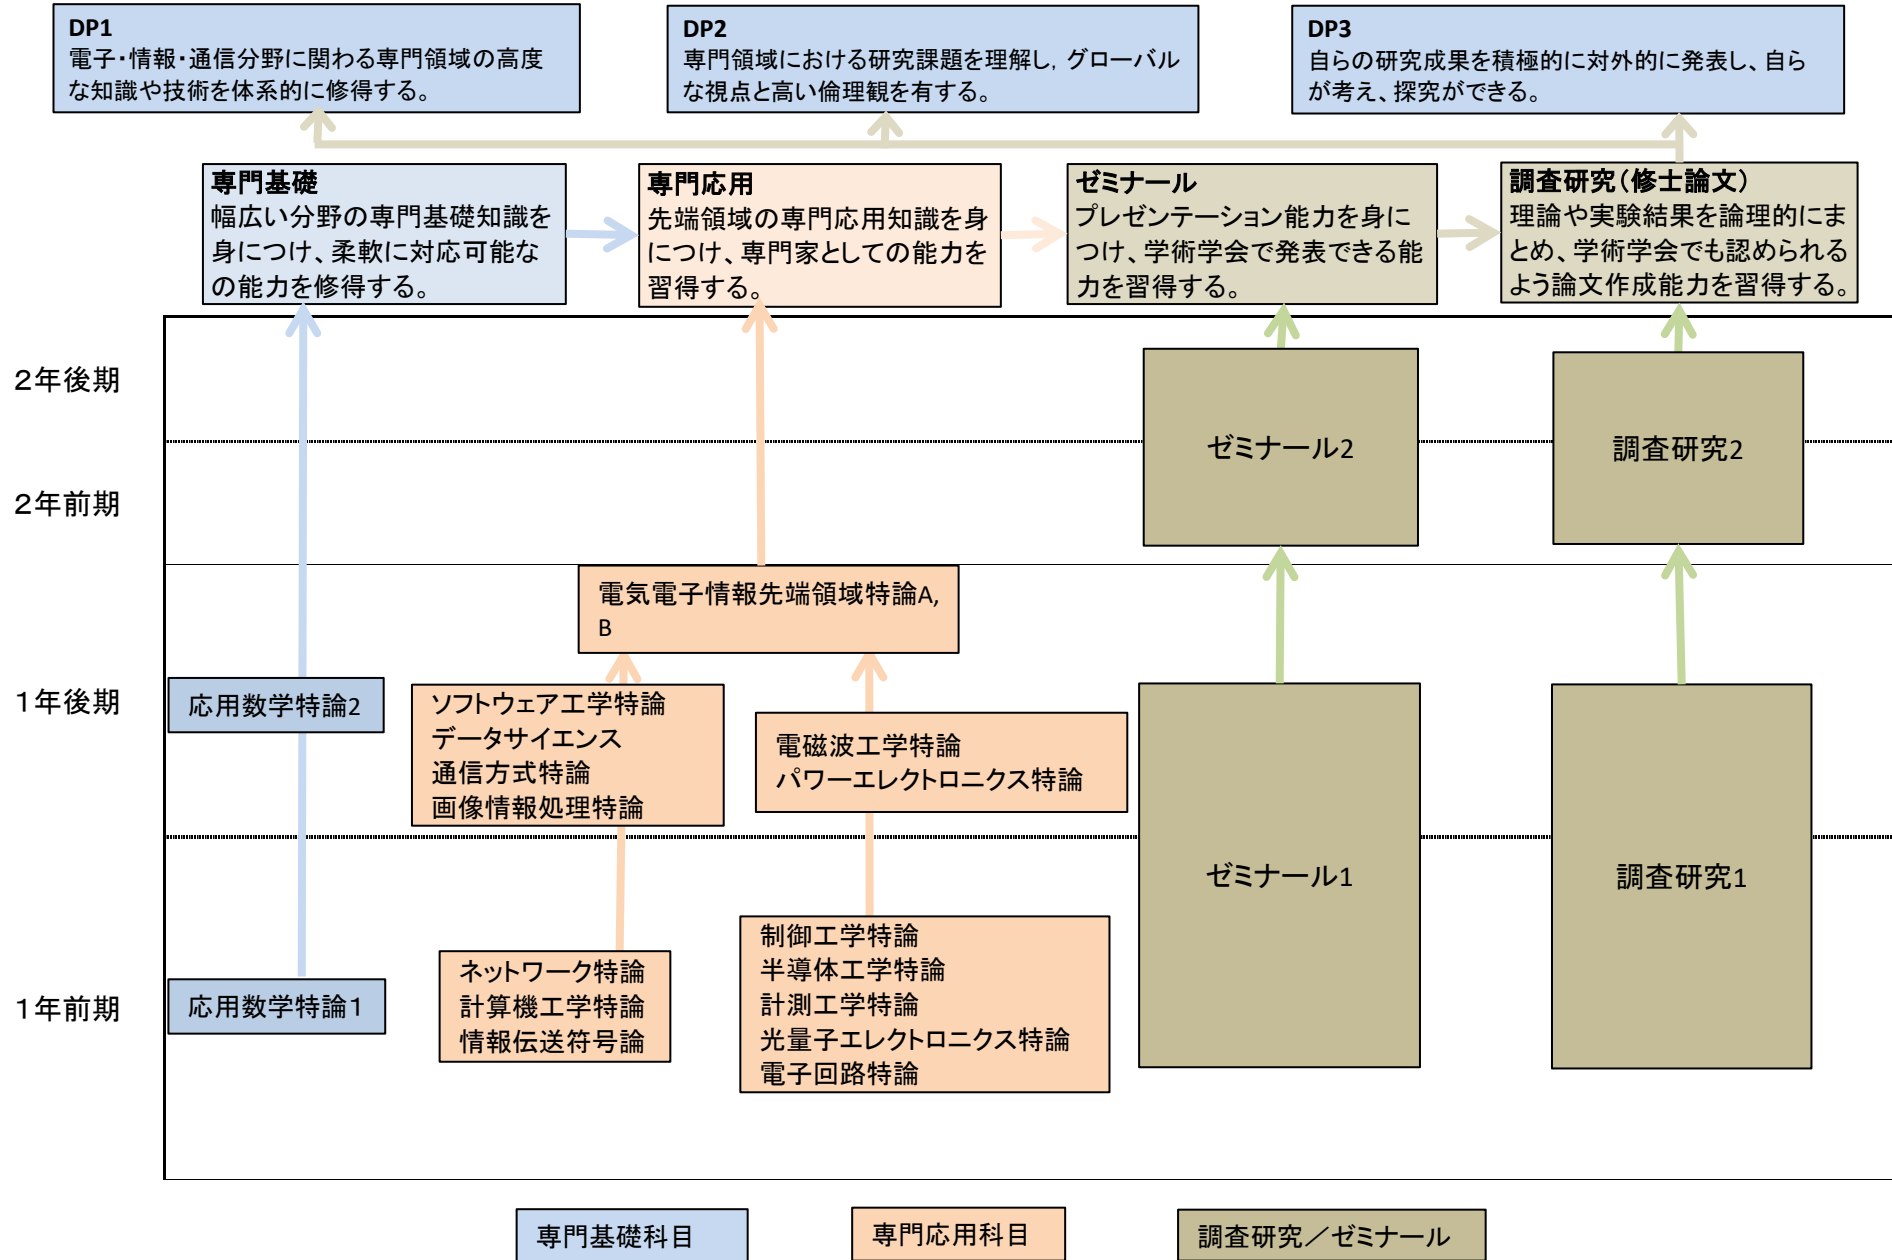 DP1
電子・情報・通信分野に関わる専門領域の高度
な知識や技術を体系的に修得する。
DP2
専門領域における研究課題を理解し，グローバル
な視点と高い倫理観を有する。
DP3
自らの研究成果を積極的に対外的に発表し、自ら
が考え、探究ができる。
専門基礎
幅広い分野の専門基礎知識を
身につけ、柔軟に対応可能な
の能力を修得する。
専門応用
先端領域の専門応用知識を身
につけ、専門家としての能力を
習得する。
ゼミナール
プレゼンテーション能力を身に
つけ、学術学会で発表できる能
力を習得する。
調査研究（修士論文）
理論や実験結果を論理的にま
とめ、学術学会でも認められる
よう論文作成能力を習得する。
２年後期
ゼミナール2
調査研究2
２年前期
電気電子情報先端領域特論A,
B
１年後期
応用数学特論2
ソフトウェア工学特論
データサイエンス
通信方式特論
画像情報処理特論
電磁波工学特論
パワーエレクトロニクス特論
ゼミナール1
調査研究1
１年前期
応用数学特論１
ネットワーク特論
計算機工学特論
情報伝送符号論
制御工学特論
半導体工学特論
計測工学特論
光量子エレクトロニクス特論
電子回路特論
専門基礎科目
専門応用科目
調査研究／ゼミナール